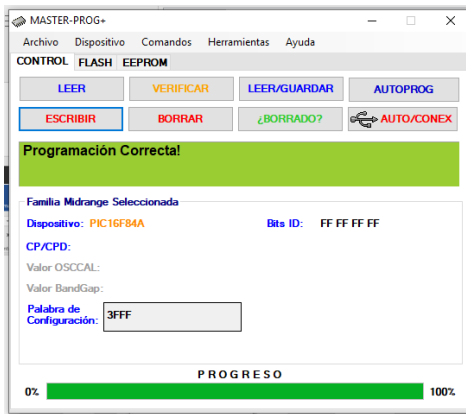 MASTER-PROG+
Archivo Dispositivo Comandos Herramientas Ayuda
CONTROL FLASH EEPROM
LEER VERIFICAR LEER/GUARDAR AUTOPROG
ESCRIBIR BORRAR ¿BORRADO? AUTO/CONEX
Programación Correcta!
Familia Midrange Seleccionada
Dispositivo: PIC16F84A Bits ID: FF FF FF FF
CP/CPD:
Valor OSCCAL:
Valor BandGap:
Palabra de
Configuración: 3FFF
PROGRESO
0% 100%